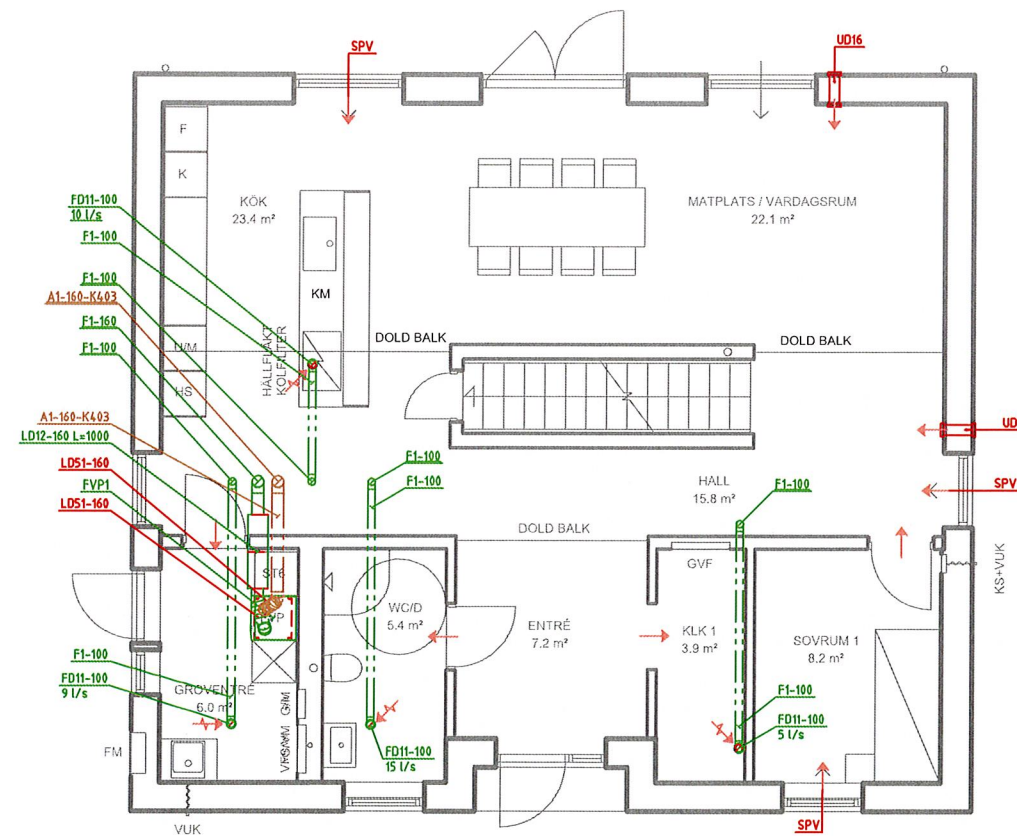 SPV
UD16
F
K
KÖK
23.4 m²
MATPLATS / VARDAGSRUM
22.1 m²
FD11-100
10 l/s
F1-100
F1-100
A1-160-K403
F1-160
F1-100
KM
HÄLLFLÄKT
KOLFILTER
U/M
HS
DOLD BALK
DOLD BALK
A1-160-K403
LD12-160 L=1000
LD51-160
FVP1
LD51-160
F1-100
F1-100
F1-100
UD
SPV
HALL
15.8 m²
DOLD BALK
ST6
GVF
WC/D
5.4 m²
ENTRÉ
7.2 m²
KLK 1
3.9 m²
SOVRUM 1
8.2 m²
KS+VUK
F1-100
FD11-100
9 l/s
GROVENTRÉ
6.0 m²
G/M
F1-100
FD11-100
5 l/s
FD11-100
15 l/s
FM
VUK
SPV